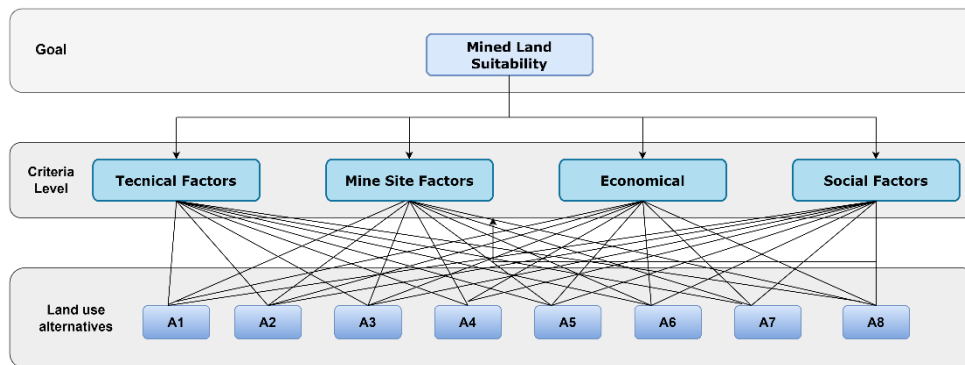 Goal
Mined Land
Suitability
Criteria
Level
Tecnical Factors
Mine Site Factors
Economical
Social Factors
Land use
alternatives
A1
A2
A3
A4
A5
A6
A7
A8